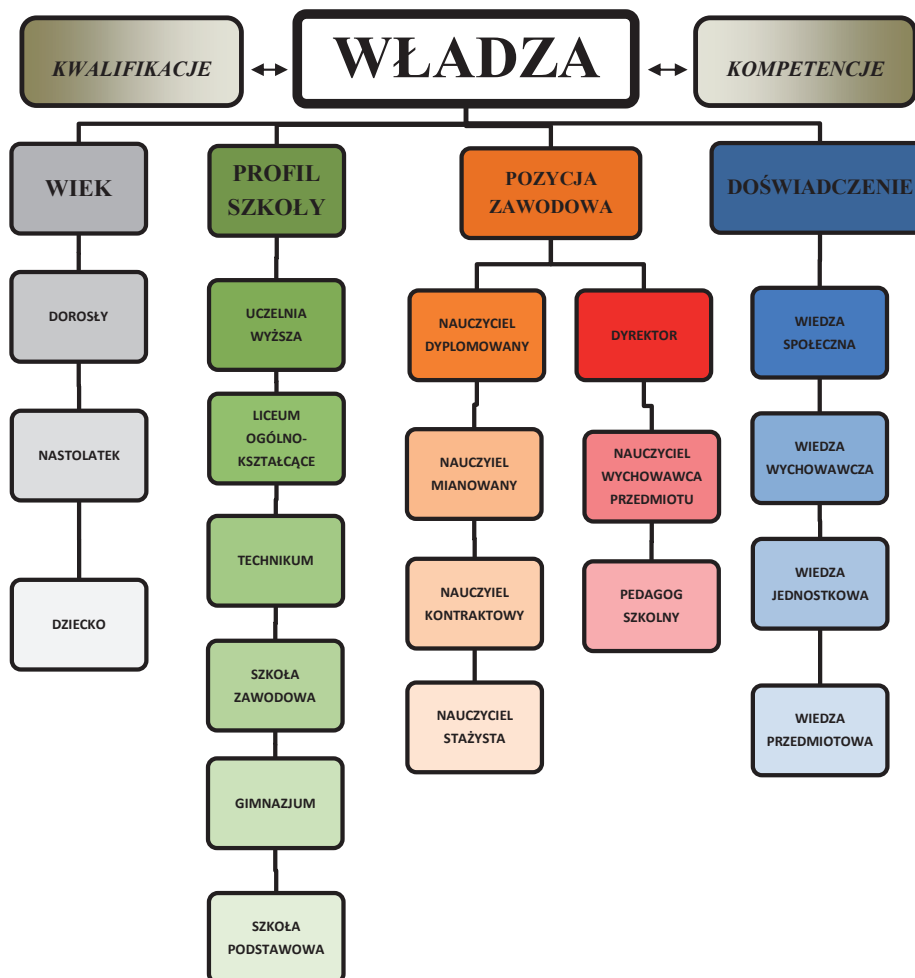 KWALIFIKACJE
WŁADZA
KOMPETENCJE
WIEK
PROFIL
SZKOŁY
POZYCJA
ZAWODOWA
DOŚWIADCZENIE
DOROSŁY
NASTOLATEK
DZIECKO
UCZELNIA
WYŻSZA
LICEUM
OGÓLNO-
KSZTAŁCĄCE
TECHNIKUM
SZKOŁA
ZAWODOWA
GIMNAZJUM
SZKOŁA
PODSTAWOWA
NAUCZYCIEL
DYPLOMOWANY
NAUCZYIEL
MIANOWANY
NAUCZYIEL
KONTRAKTOWY
NAUCZYCIEL
STAŻYSTA
DYREKTOR
NAUCZYCIEL
WYCHOWAWCA
PRZEDMIOTU
PEDAGOG
SZKOLNY
WIEDZA
SPOŁECZNA
WIEDZA
WYCHOWAWCZA
WIEDZA
JEDNOSTKOWA
WIEDZA
PRZEDMIOTOWA